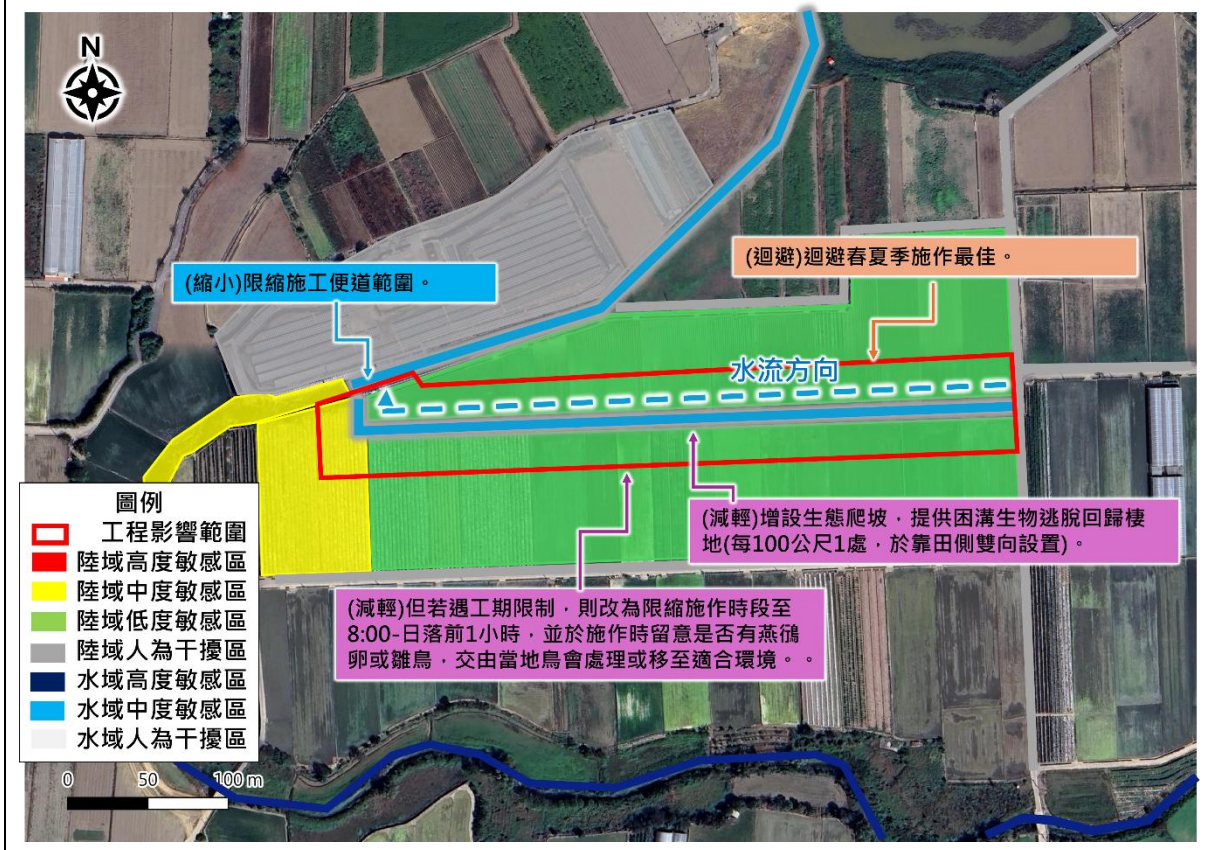 N
(迴避)迴避春夏季施作最佳。
(縮小)限縮施工便道範圍。
水流方向
(減輕)增設生態爬坡，提供困溝生物逃脫回歸棲
地(每100公尺1處，於靠田側雙向設置)。
(減輕)但若遇工期限制，則改為限縮施作時段至
8:00-日落前1小時，並於施作時留意是否有燕鴴
卵或雛鳥，交由當地鳥會處理或移至適合環境。。
圖例
工程影響範圍
陸域高度敏感區
陸域中度敏感區
陸域低度敏感區
陸域人為干擾區
水域高度敏感區
水域中度敏感區
水域人為干擾區
0 50 100 m